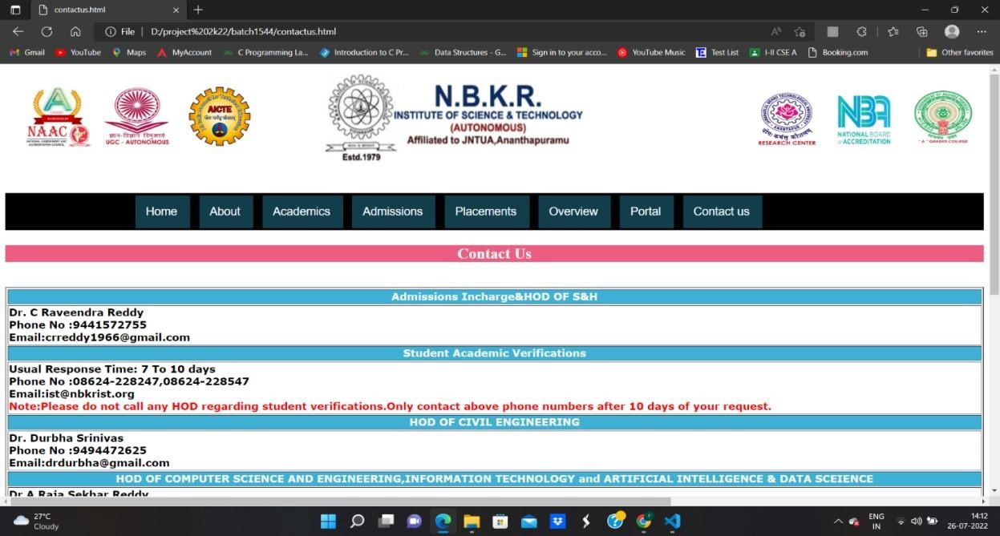 contactus.html
File
D:/project%202k22/batch1544/contactus.html
Gmail
YouTube
Maps
MyAccount
C Programming La...
Introduction to C Pr...
Data Structures - G...
Sign in to your acco...
YouTube Music
Test List
I-II CSE A
Booking.com
Other favorites
NAAC
UGC - AUTONOMOUS
AICTE
Estd.1979
N.B.K.R.
INSTITUTE OF SCIENCE & TECHNOLOGY
(AUTONOMOUS)
Affiliated to JNTUA,Ananthapuramu
RESEARCH CENTER
NBA
NATIONAL BOARD
OF ACCREDITATION
"A" GRADED COLLEGE
Home
About
Academics
Admissions
Placements
Overview
Portal
Contact us
Contact Us
Admissions Incharge&HOD OF S&H
Dr. C Raveendra Reddy
Phone No :9441572755
Email:crreddy1966@gmail.com
Student Academic Verifications
Usual Response Time: 7 To 10 days
Phone No :08624-228247,08624-228547
Email:ist@nbkrist.org
Note:Please do not call any HOD regarding student verifications.Only contact above phone numbers after 10 days of your request.
HOD OF CIVIL ENGINEERING
Dr. Durbha Srinivas
Phone No :9494472625
Email:drdurbha@gmail.com
HOD OF COMPUTER SCIENCE AND ENGINEERING,INFORMATION TECHNOLOGY and ARTIFICIAL INTELLIGENCE & DATA SCEIENCE
Dr A Raja Sekhar Reddy
27°C
Cloudy
ENG
IN
14:12
26-07-2022